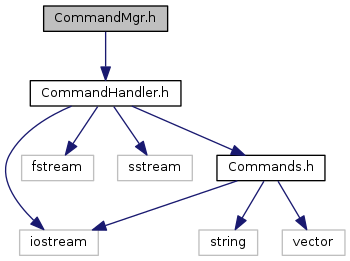 CommandMgr.h
CommandHandler.h
fstream
sstream
Commands.h
iostream
string
vector